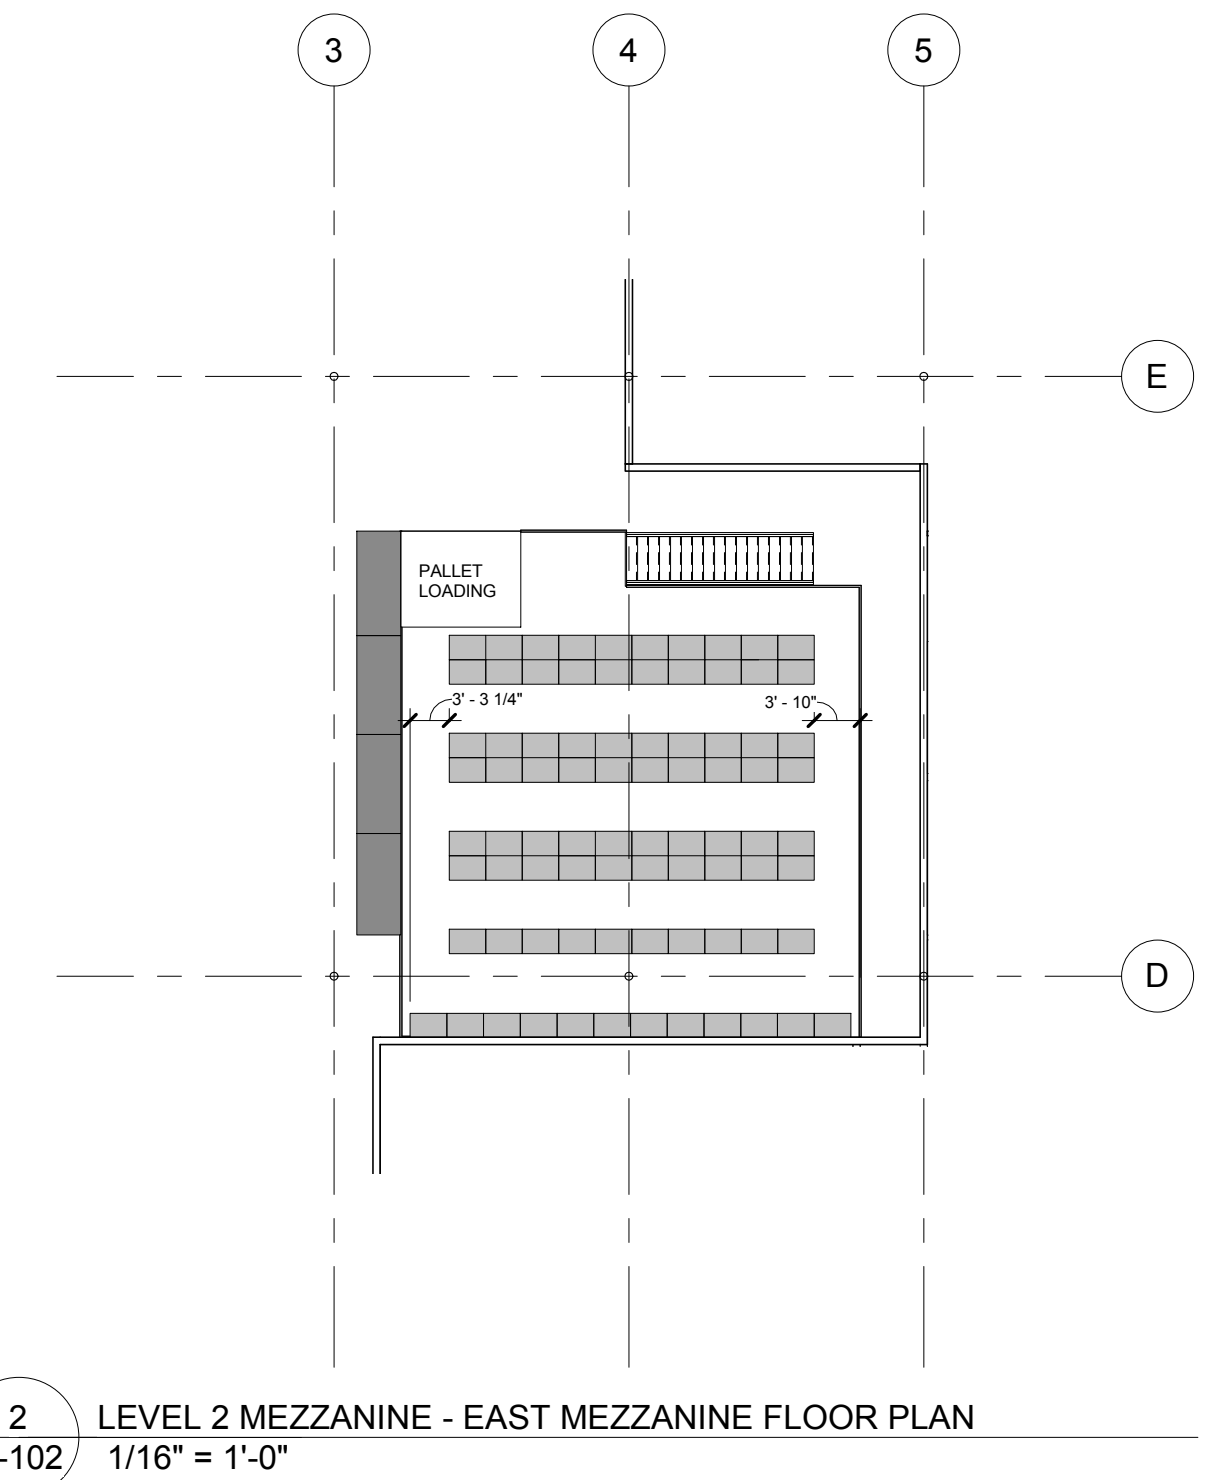 3
4
5
E
PALLET
LOADING
3' - 3 1/4"
3' - 10"
D
2
LEVEL 2 MEZZANINE - EAST MEZZANINE FLOOR PLAN
-102
1/16" = 1'-0"